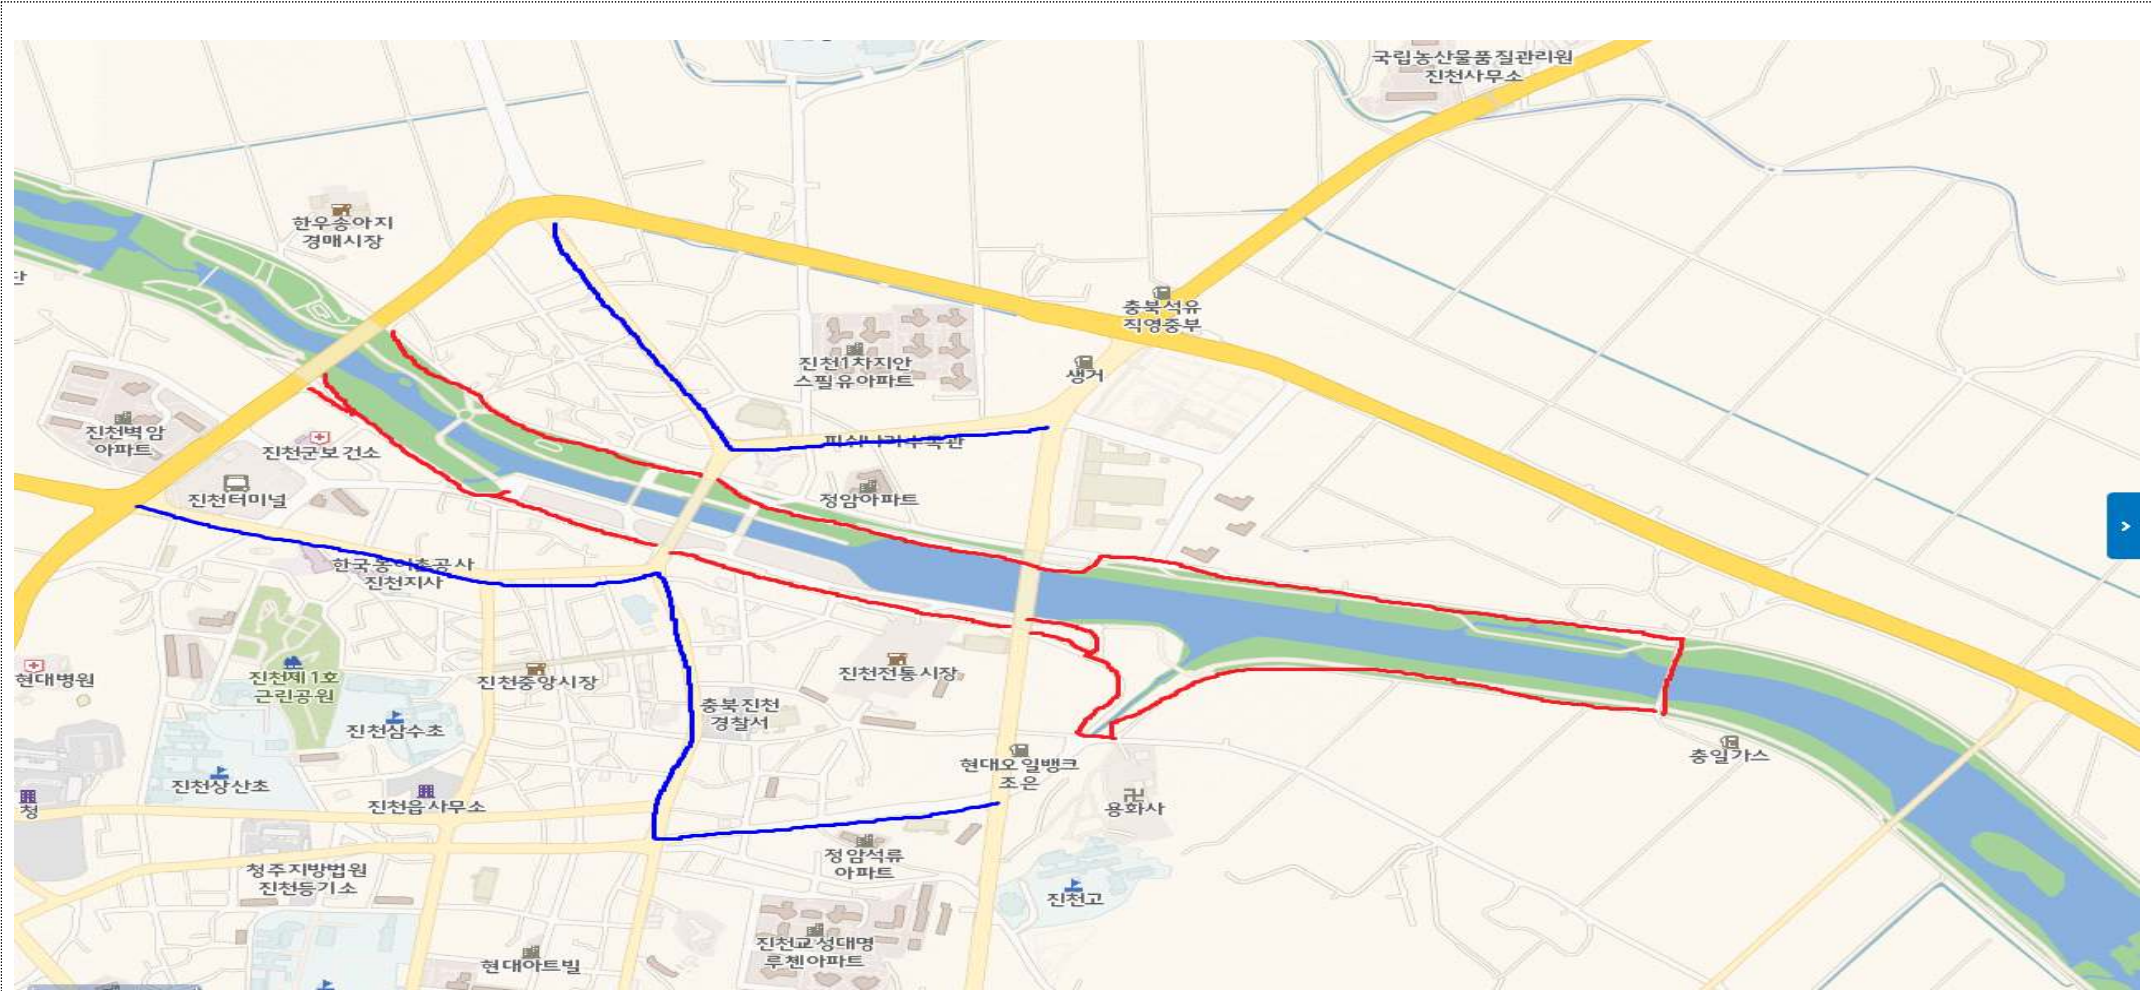 국립농산물품질관리원
진천사무소
한우송아지
경매시장
단
충북석유
직영중부
진천1차지안
스필유아파트
생거
진천벽암
아파트
진천군보건소
진천터미널
정암아파트
진천지사
현대병원
진천제1호
근린공원
진천중앙시장
진천전통시장
충북진천
경찰서
진천삼수초
진천상산초
진천읍사무소
현대오일뱅크
조은
충일가스
청
용화사
정암석류
아파트
청주지방법원
진천등기소
진천고
진천교성대명
루첸아파트
현대아트빌
>